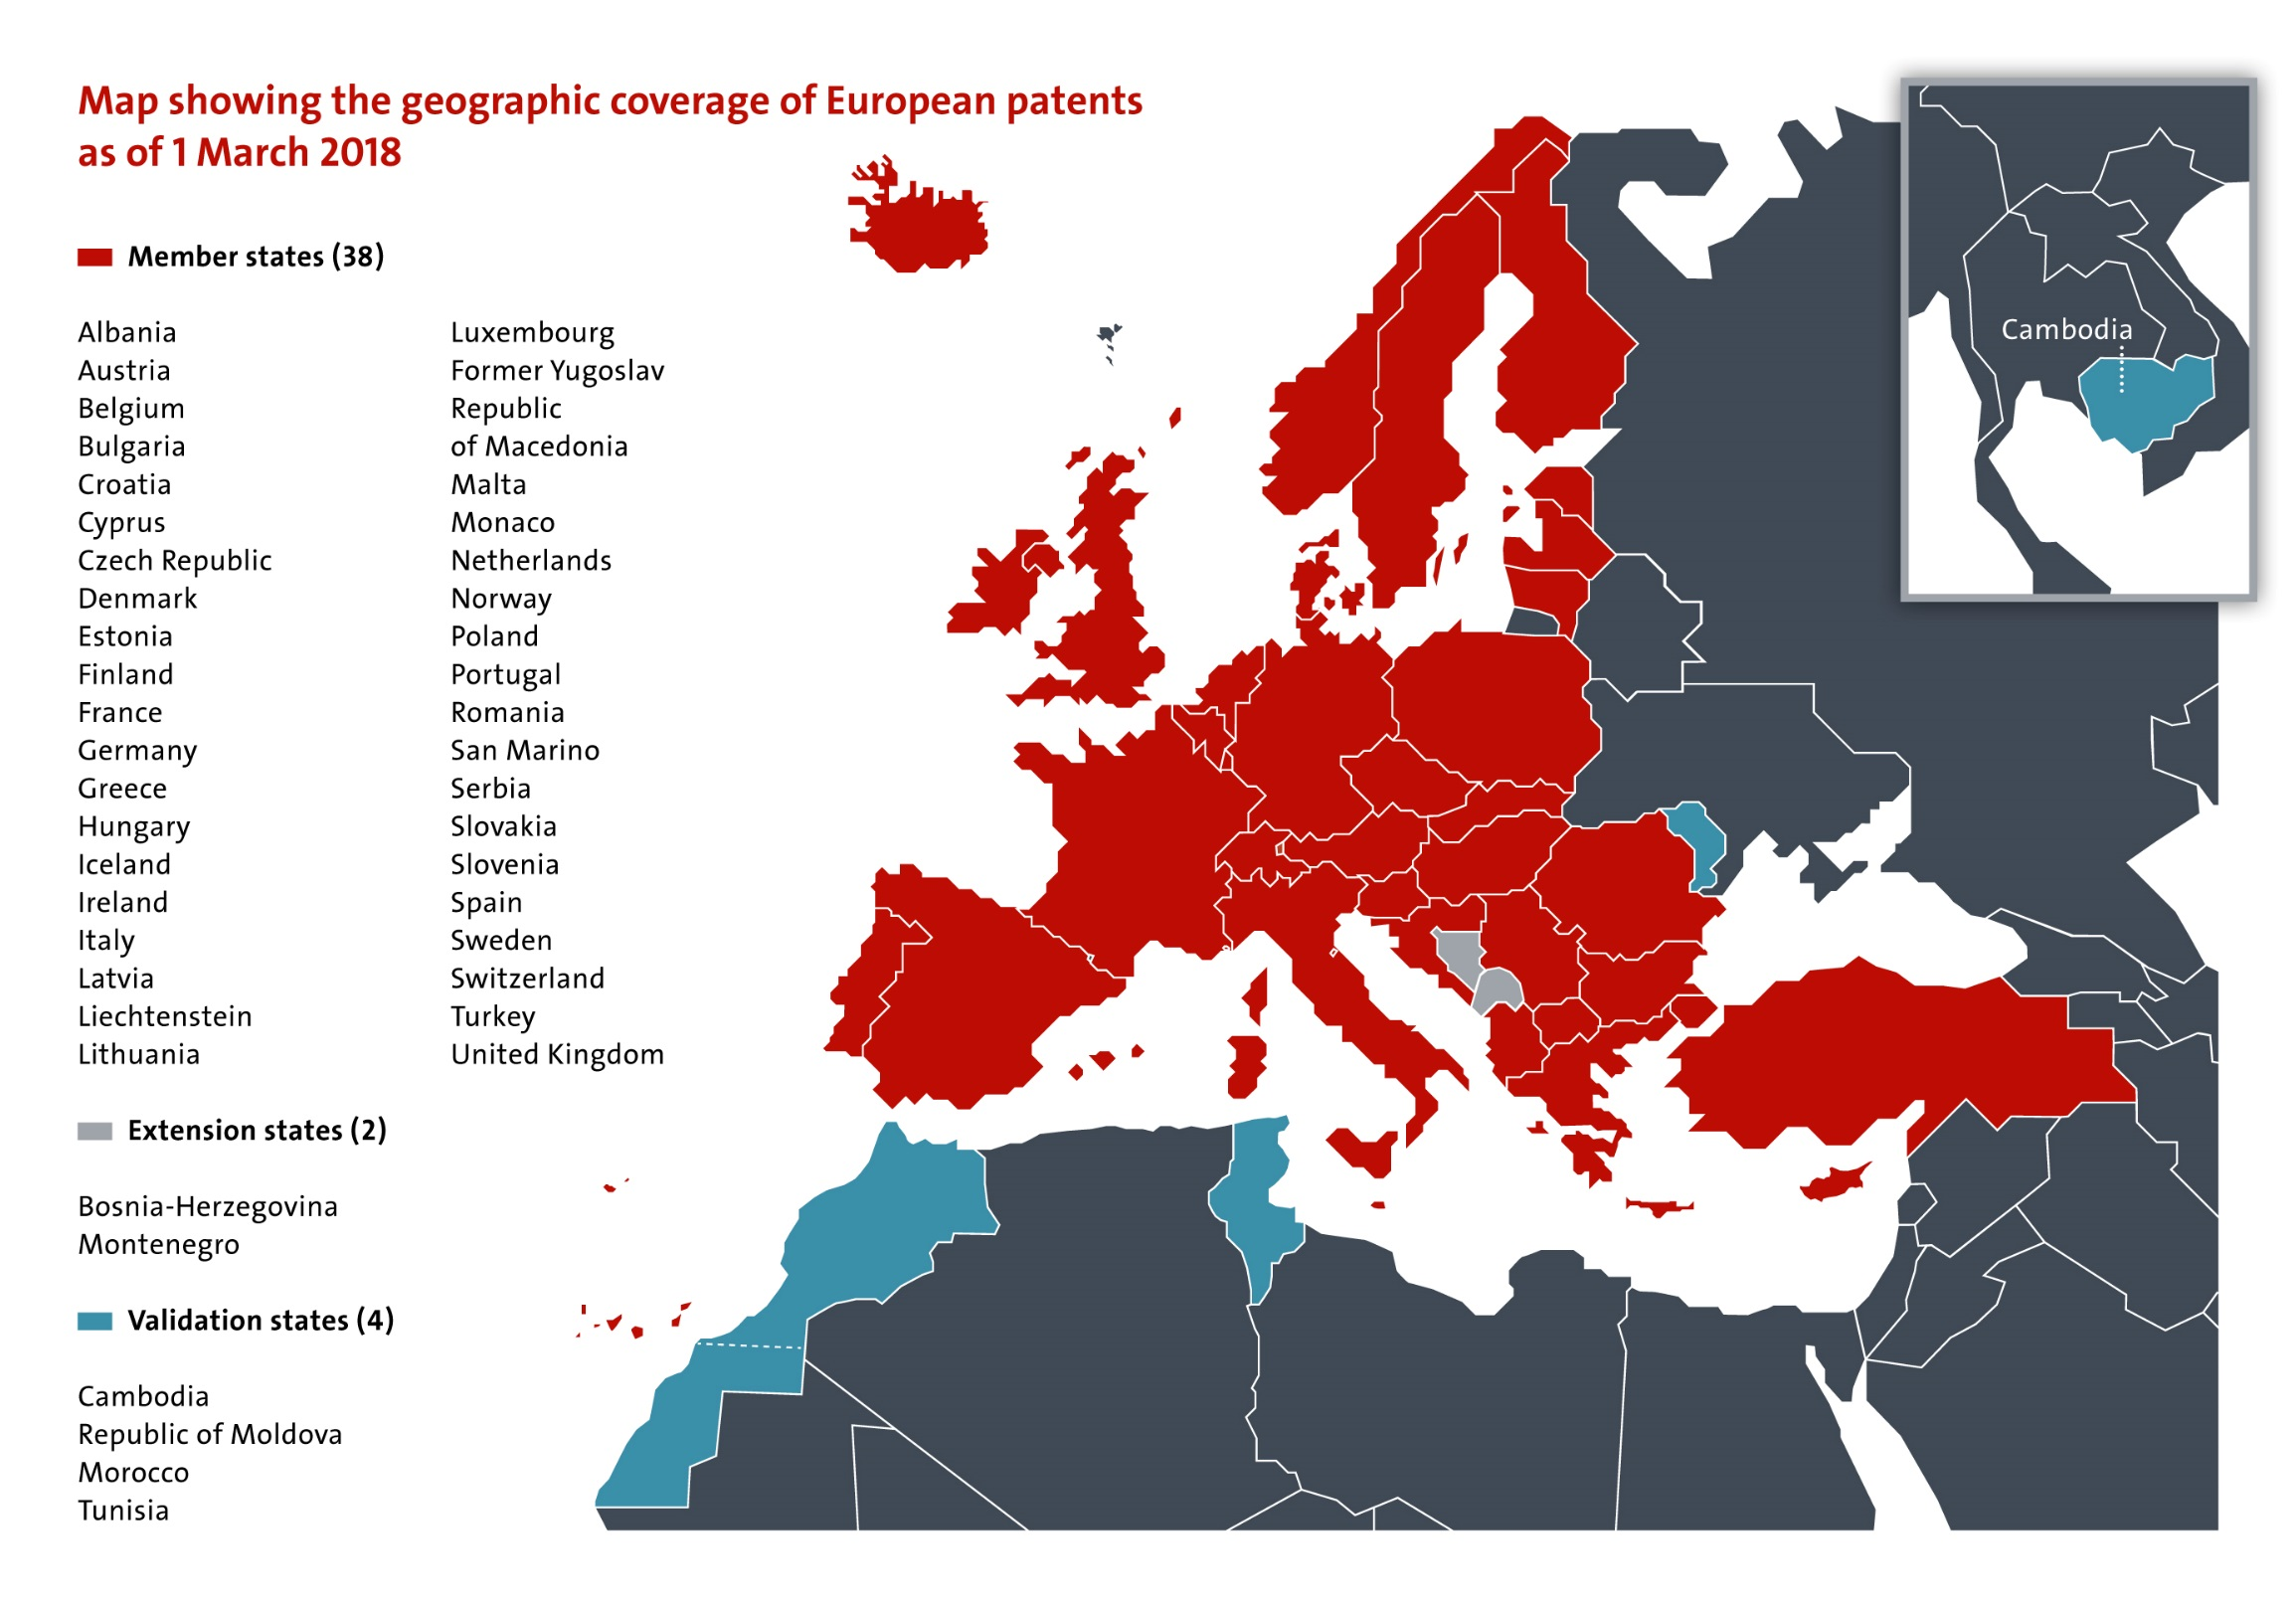 Map showing the geographic coverage of European patents
as of 1 March 2018
Member states (38)
Albania
Austria
Belgium
Bulgaria
Croatia
Cyprus
Czech Republic
Denmark
Estonia
Finland
France
Germany
Greece
Hungary
Iceland
Ireland
Italy
Latvia
Liechtenstein
Lithuania
Luxembourg
Former Yugoslav
Republic
of Macedonia
Malta
Monaco
Netherlands
Norway
Poland
Portugal
Romania
San Marino
Serbia
Slovakia
Slovenia
Spain
Sweden
Switzerland
Turkey
United Kingdom
Extension states (2)
Bosnia-Herzegovina
Montenegro
Validation states (4)
Cambodia
Republic of Moldova
Morocco
Tunisia
Cambodia